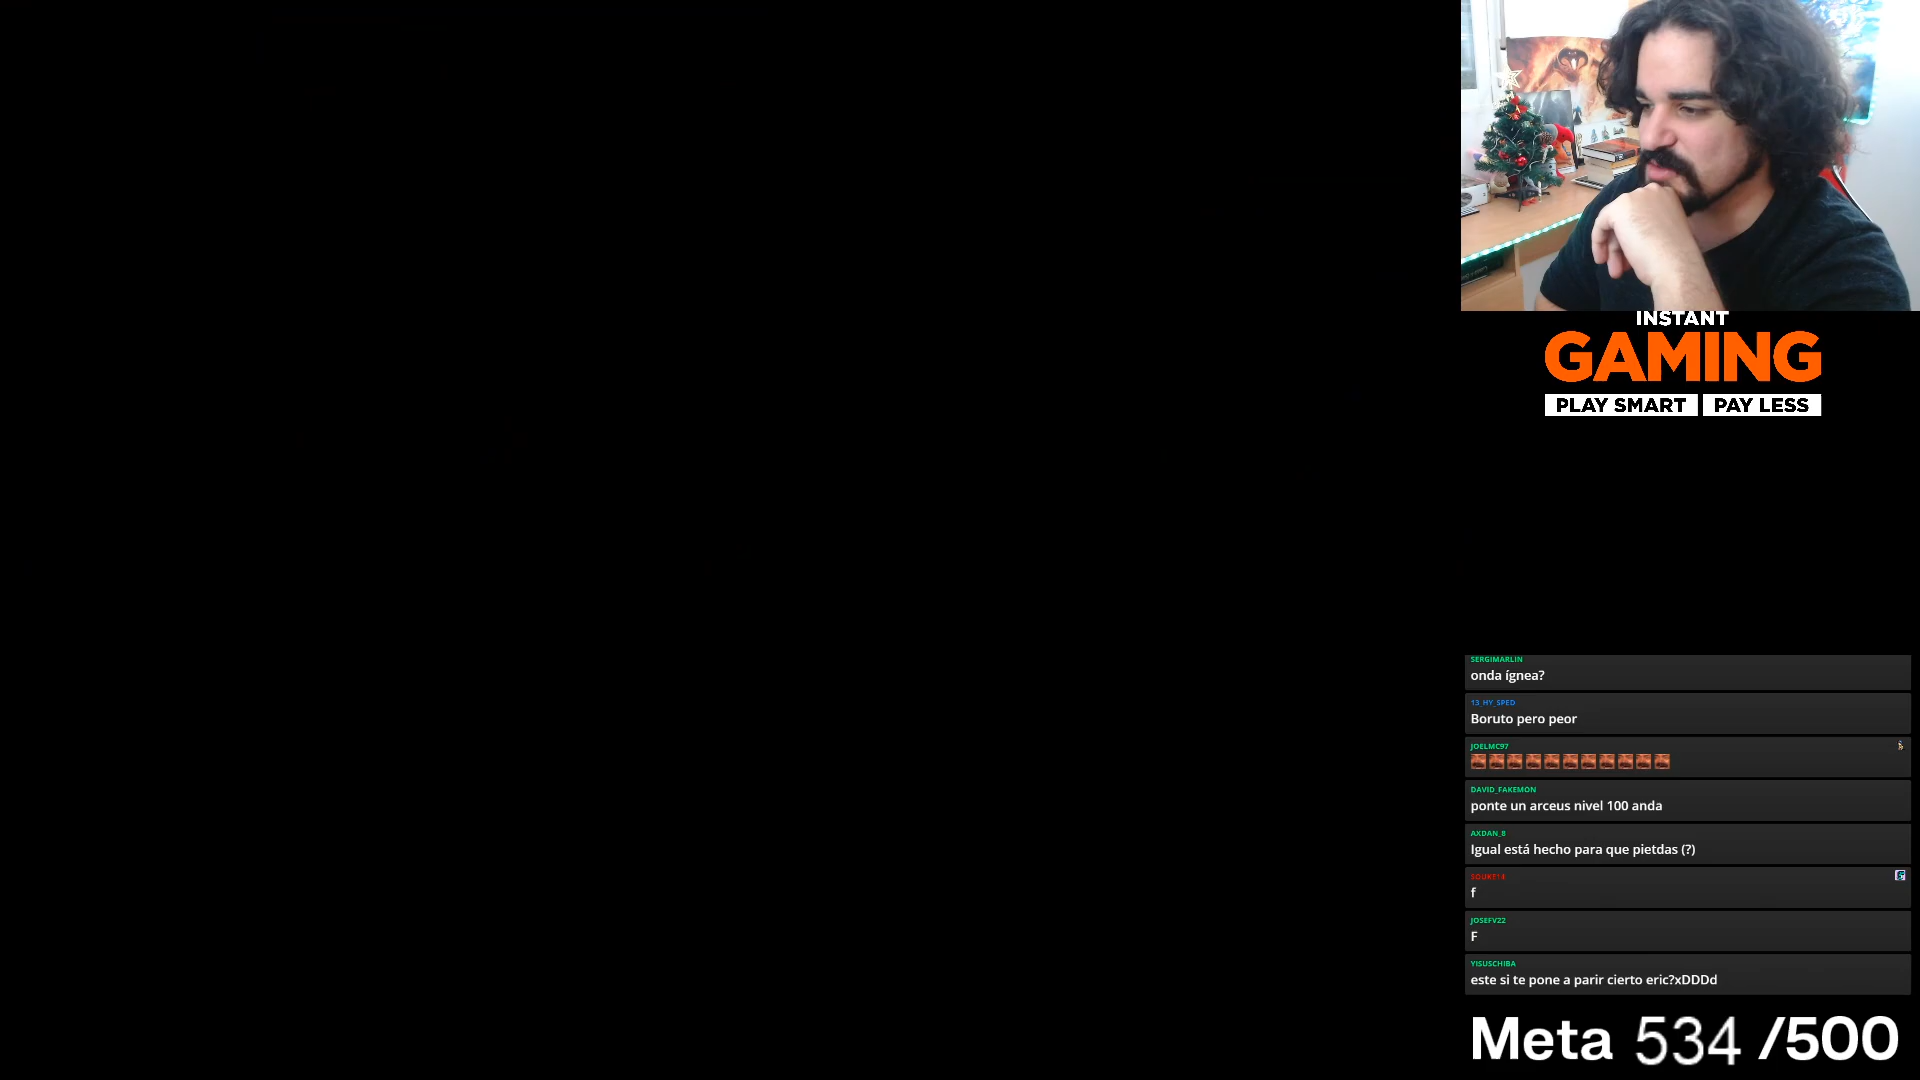 INSTANT
GAMING
PLAY SMART PAY LESS
SERGIMARLIN
onda ígnea?
13_HY_SPED
Boruto pero peor
JOELMC97
DAVID_FAKEMON
ponte un arceus nivel 100 anda
AXDAN_8
Igual está hecho para que pietdas (?)
SOUKE14
f
JOSEFV22
F
YISUSCHIBA
este si te pone a parir cierto eric?xDDDd
Meta 534 /500